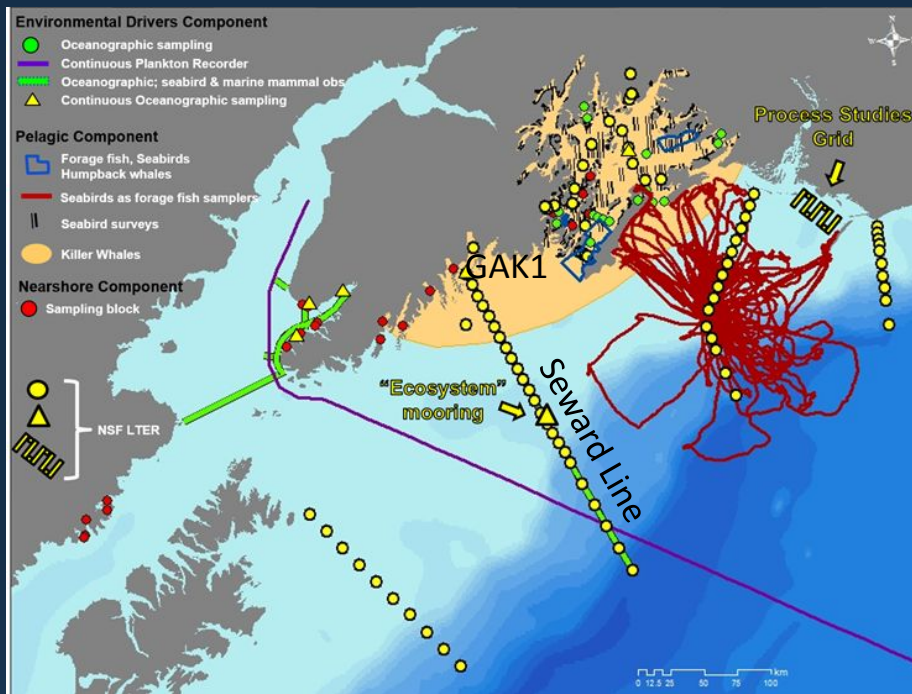 Environmental Drivers Component
Oceanographic sampling
Continuous Plankton Recorder
Oceanographic; seabird & marine mammal obs
Continuous Oceanographic sampling
Pelagic Component
Forage fish, Seabirds
Humpback whales
Seabirds as forage fish samplers
Seabird surveys
Killer Whales
Nearshore Component
Sampling block
NSF LTER
Process Studies
Grid
GAK1
"Ecosystem"
mooring
Seward Line
km
0 12.5 25 50 75 100